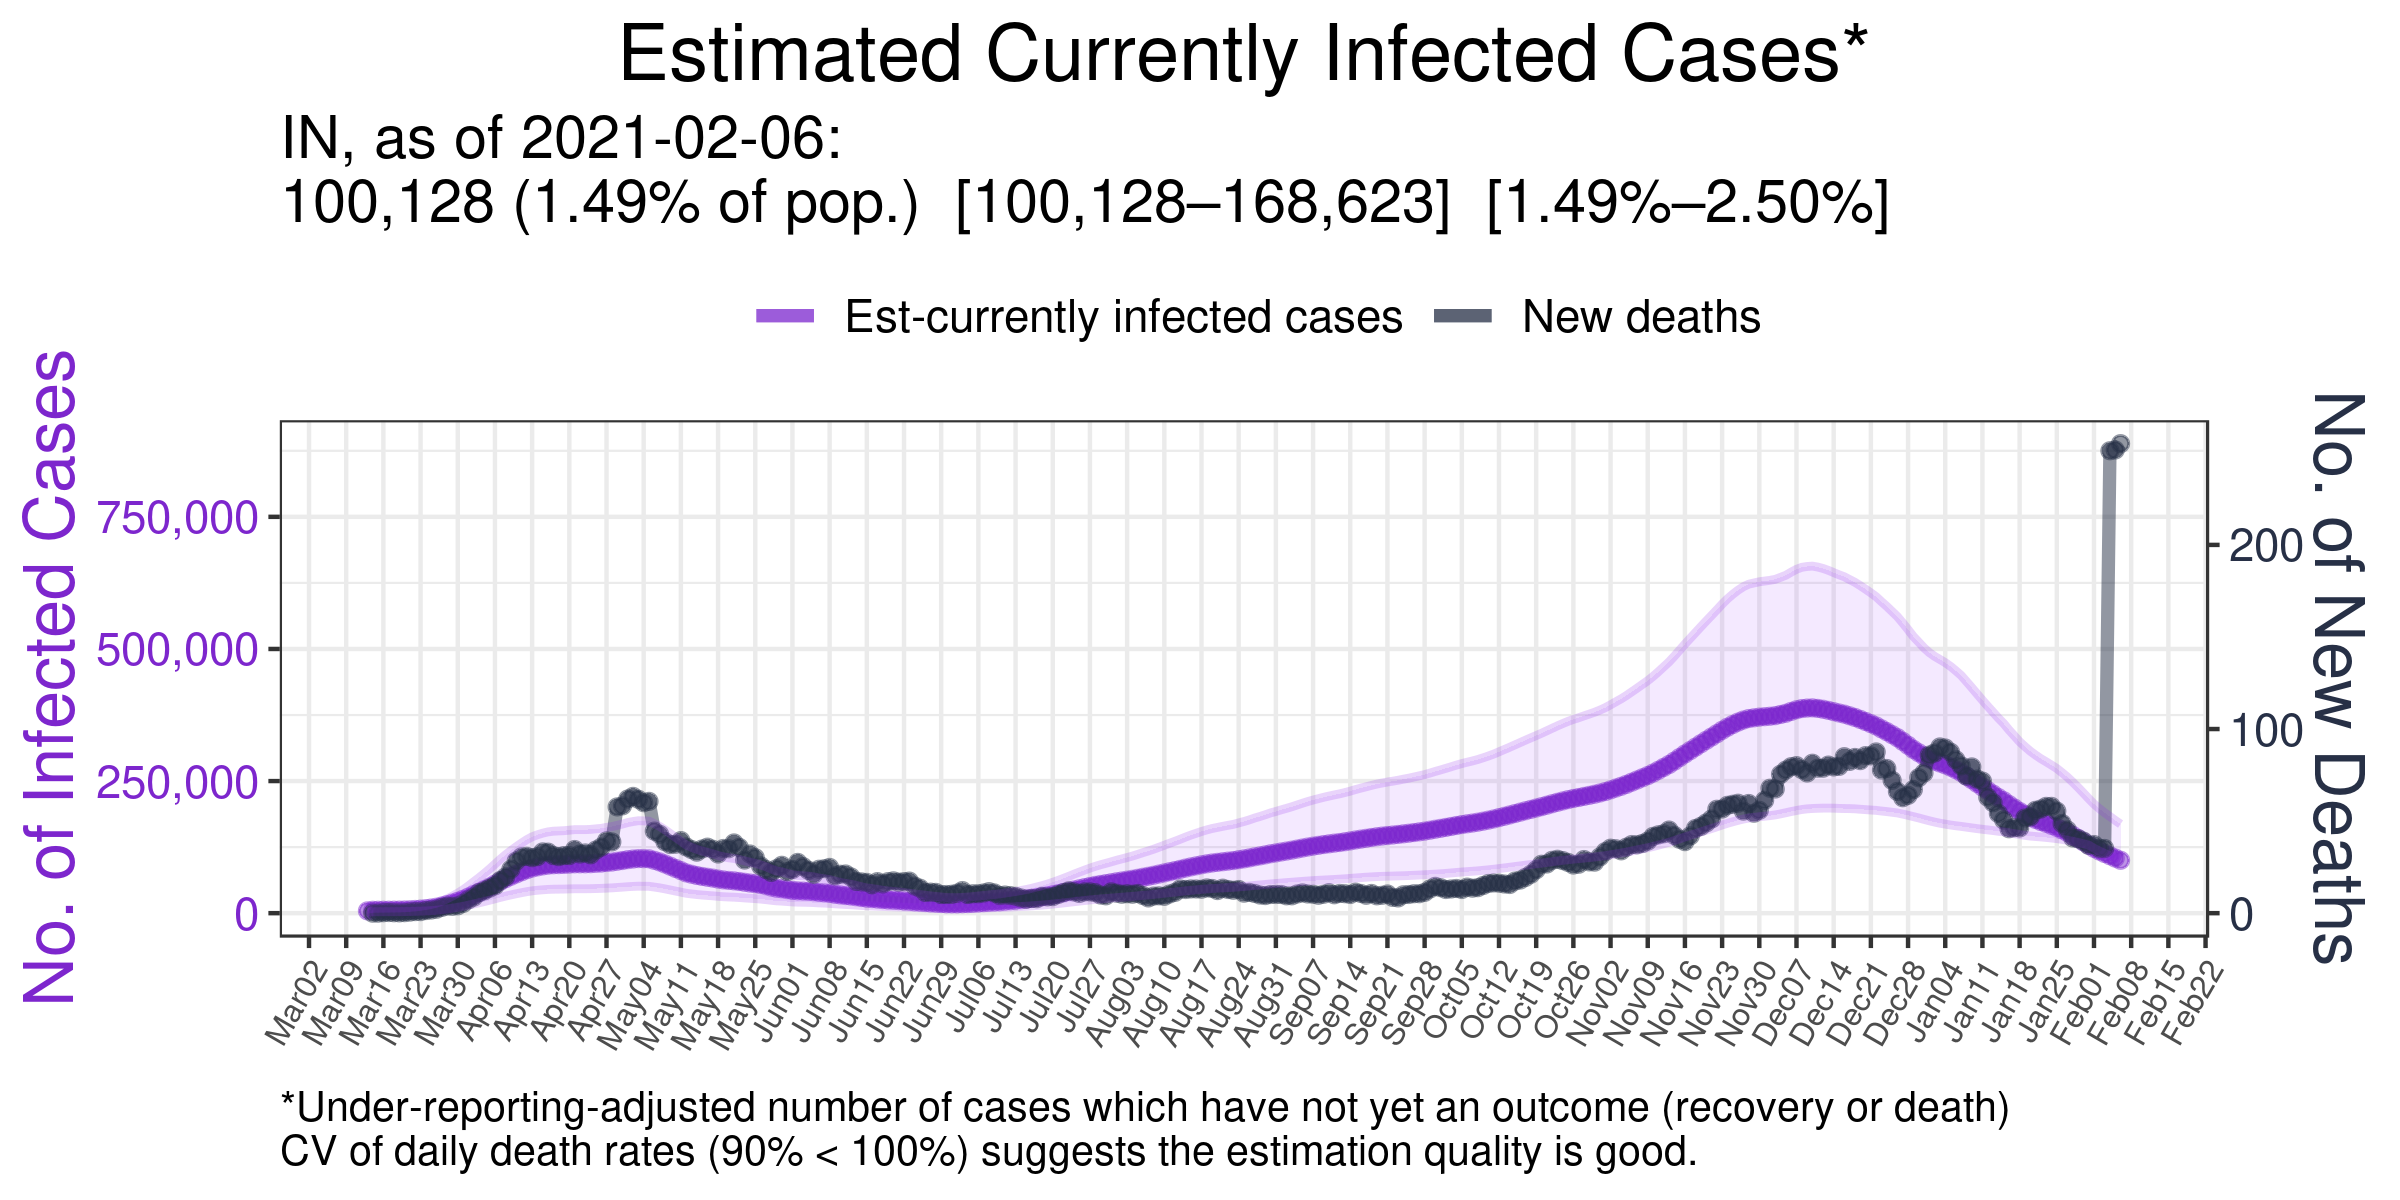 Estimated Currently Infected Cases*
IN, as of 2021-02-06:
100,128 (1.49% of pop.) [100,128–168,623] [1.49%–2.50%]
Est-currently infected cases
New deaths
No. of Infected Cases
750,000
500,000
250,000
0
200
100
0
No. of New Deaths
Mar02
Mar09
Mar16
Mar23
Mar30
Apr06
Apr13
Apr20
Apr27
May04
May11
May18
May25
Jun01
Jun08
Jun15
Jun22
Jun29
Jul06
Jul13
Jul20
Jul27
Aug03
Aug10
Aug17
Aug24
Aug31
Sep07
Sep14
Sep21
Sep28
Oct05
Oct12
Oct19
Oct26
Nov02
Nov09
Nov16
Nov23
Nov30
Dec07
Dec14
Dec21
Dec28
Jan04
Jan11
Jan18
Jan25
Feb01
Feb08
Feb15
Feb22
*Under-reporting-adjusted number of cases which have not yet an outcome (recovery or death)
CV of daily death rates (90% < 100%) suggests the estimation quality is good.